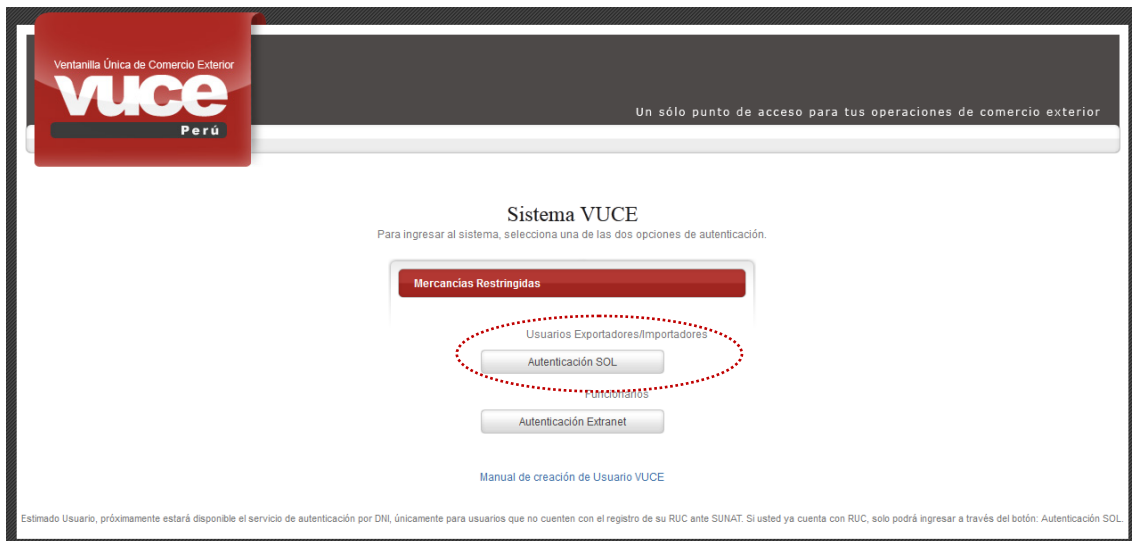 Ventanilla Única de Comercio Exterior
vuce
Perú
Un sólo punto de acceso para tus operaciones de comercio exterior
Sistema VUCE
Para ingresar al sistema, selecciona una de las dos opciones de autenticación.
Mercancías Restringidas
Usuarios Exportadores/Importadores
Autenticación SOL
Funcionarios
Autenticación Extranet
Manual de creación de Usuario VUCE
Estimado Usuario, próximamente estará disponible el servicio de autenticación por DNI, únicamente para usuarios que no cuenten con el registro de su RUC ante SUNAT. Si usted ya cuenta con RUC, solo podrá ingresar a través del botón: Autenticación SOL.